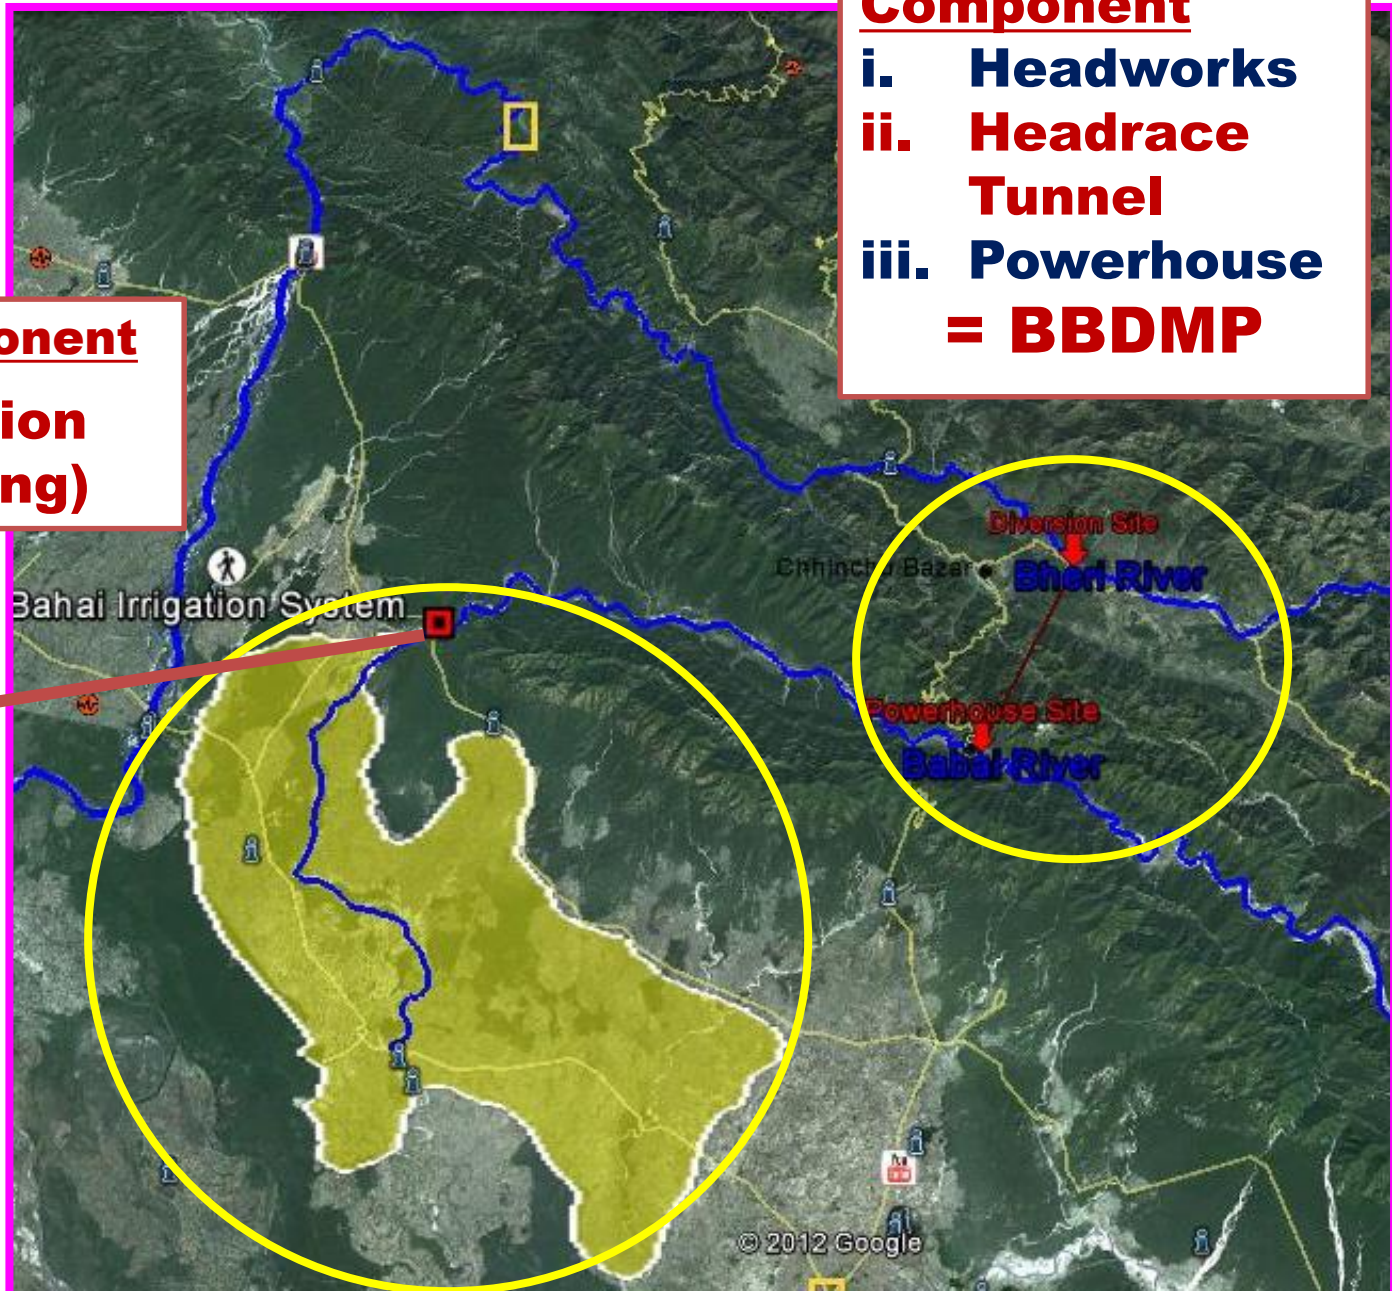 Component
i. Headworks
ii. Headrace
Tunnel
iii. Powerhouse
= BBDMP
onent
ion
ng)
Diversion Site
Chhinchu Bazar
Bheri River
Bahai Irrigation System
Powerhouse Site
Babai River
© 2012 Google